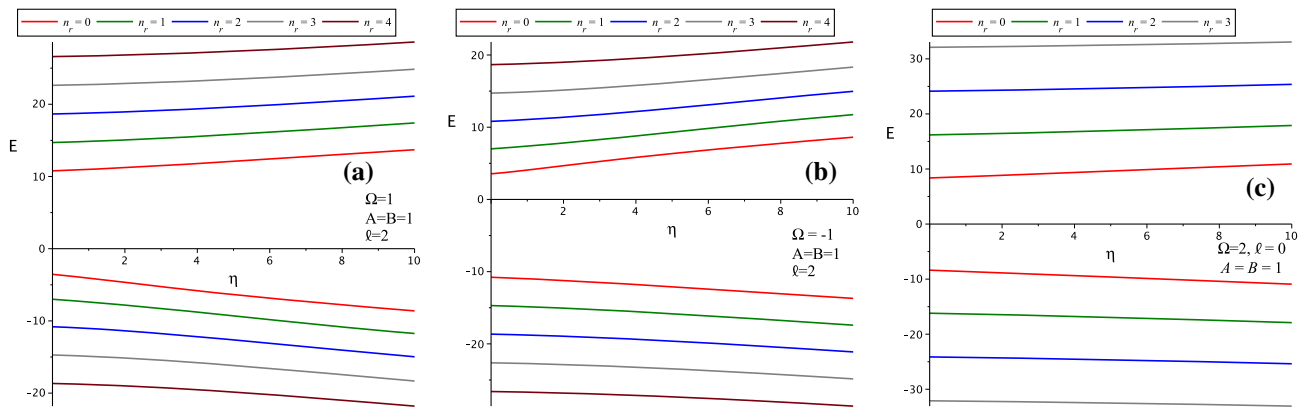 n_r = 0 n_r = 1 n_r = 2 n_r = 3 n_r = 4
20
10
E
0
-10
-20
2 4 6 8 10
η
(a)
Ω=1
A=B=1
ℓ=2
n_r = 0 n_r = 1 n_r = 2 n_r = 3 n_r = 4
20
10
E
0
-10
-20
2 4 6 8 10
η
(b)
Ω = -1
A=B=1
ℓ=2
n_r = 0 n_r = 1 n_r = 2 n_r = 3
30
20
E
10
0
-10
-20
-30
2 4 6 8 10
η
(c)
Ω=2, ℓ = 0
A = B = 1